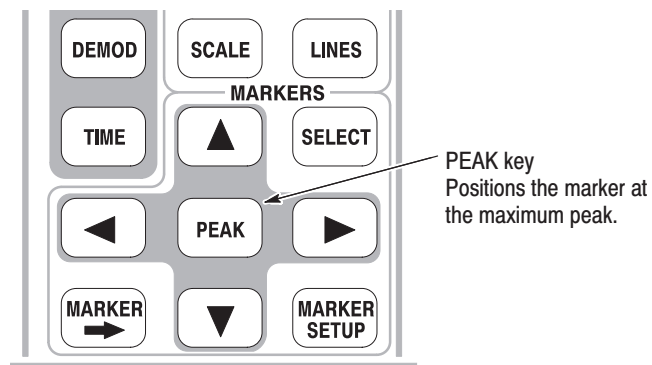 DEMOD
SCALE
LINES
MARKERS
TIME
SELECT
PEAK key
Positions the marker at
the maximum peak.
PEAK
MARKER
MARKER
SETUP